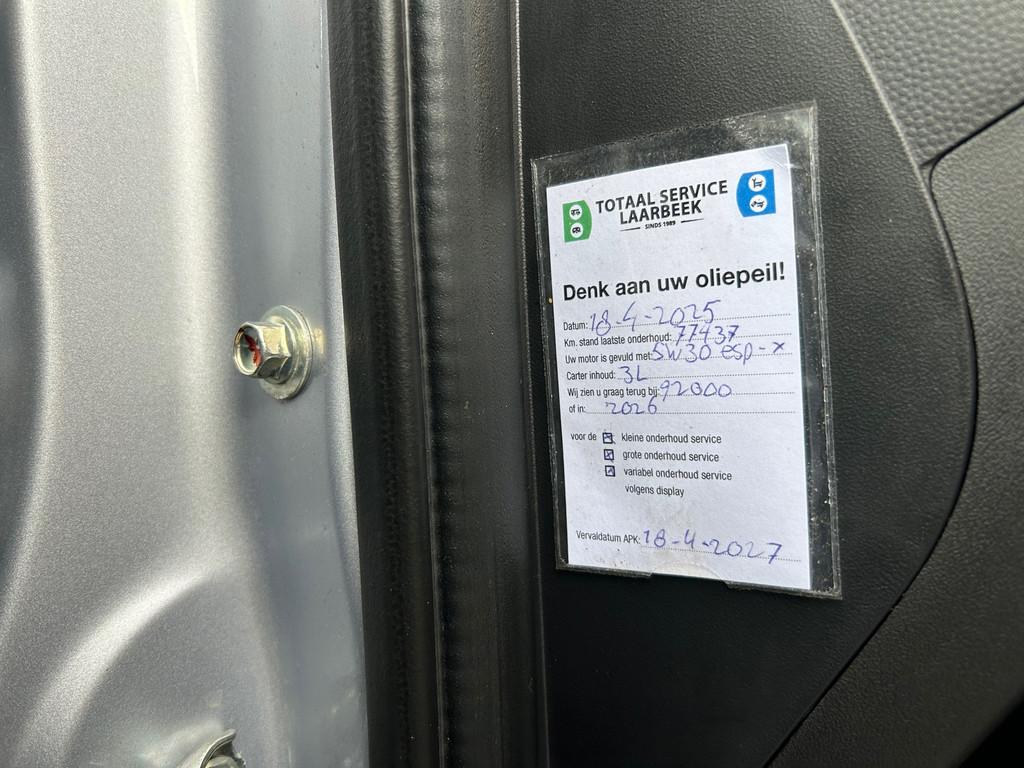 TOTAAL SERVICE
LAARBEEK
SINDS 1989
Denk aan uw oliepeil!
Datum: 18-4-2025
Km. stand laatste onderhoud: 77437
Uw motor is gevuld met: 5W30 esp-x
Carter inhoud: 3L
Wij zien u graag terug bij: 92000
of in: 2026
voor de kleine onderhoud service
grote onderhoud service
variabel onderhoud service
volgens display
Vervaldatum APK: 18-4-2027